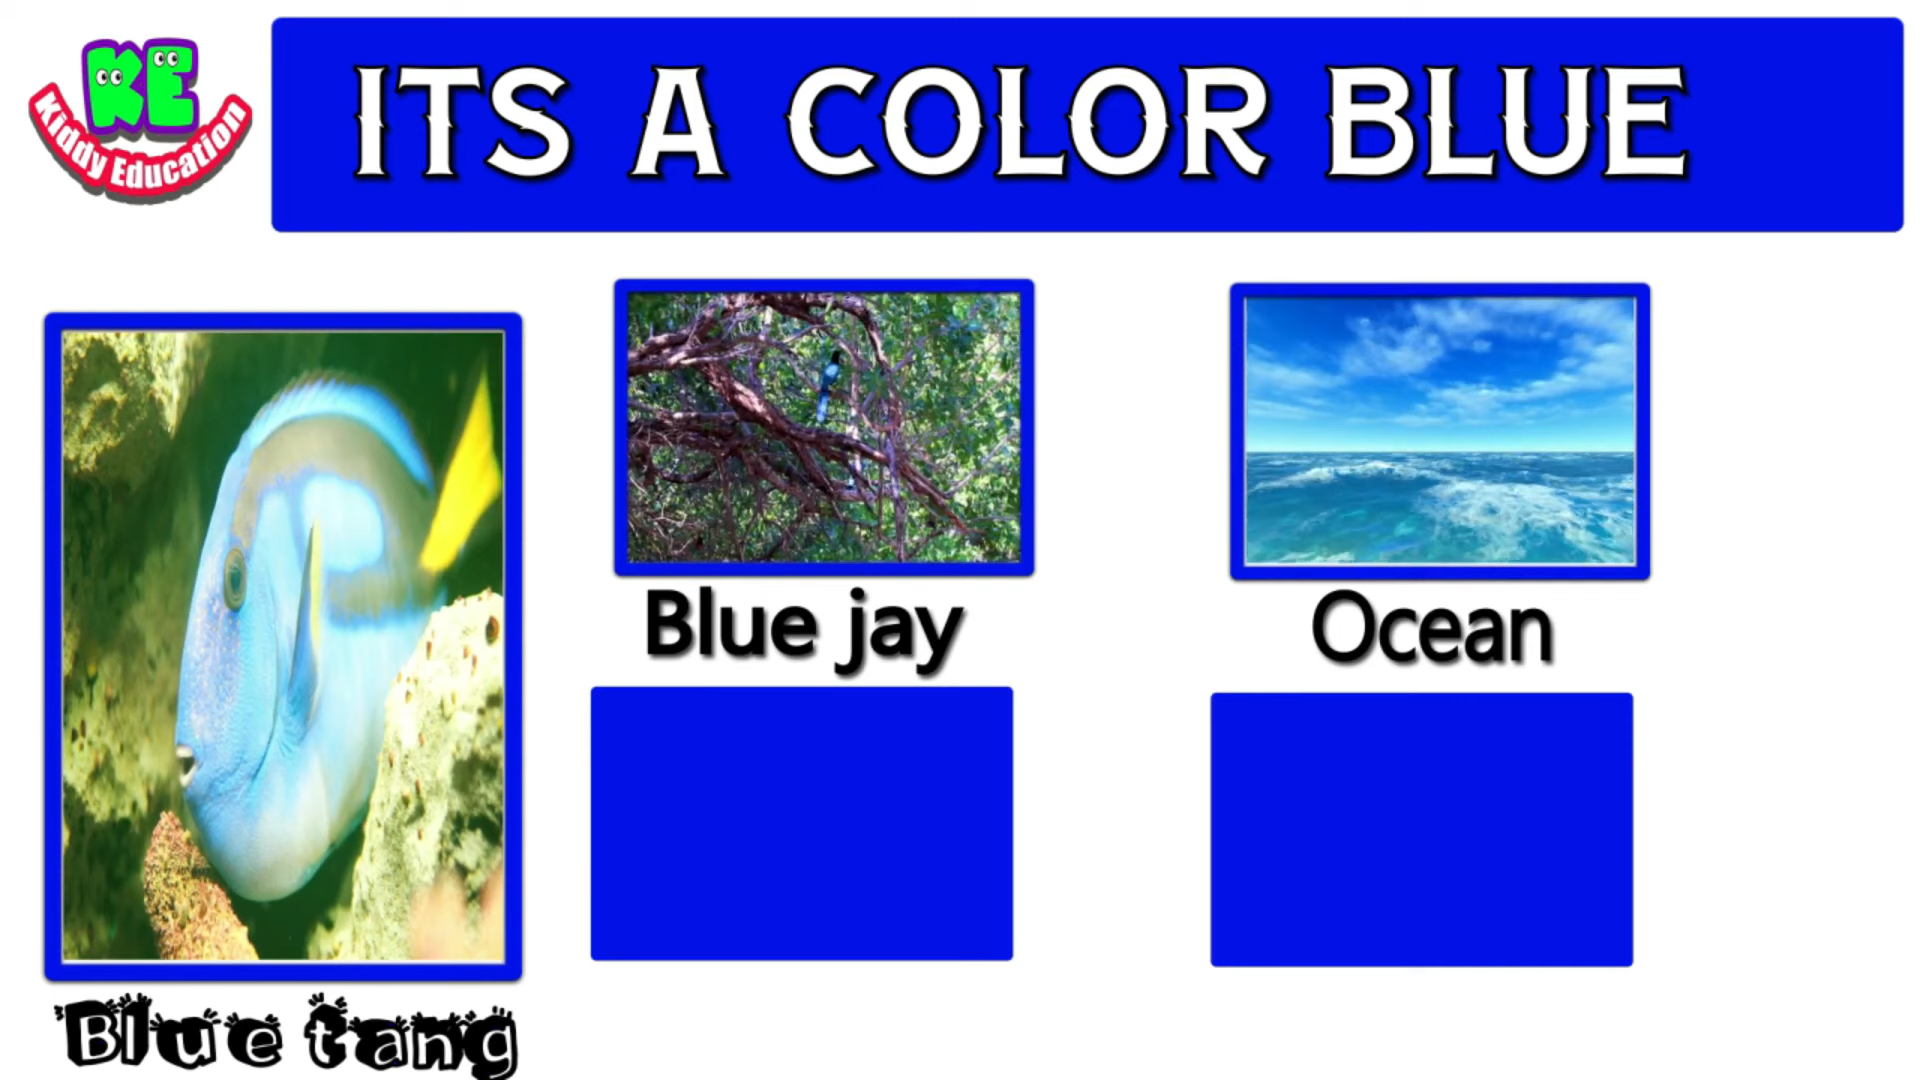 KE
Kiddy Education
ITS A COLOR BLUE
Blue jay
Ocean
Blue tang